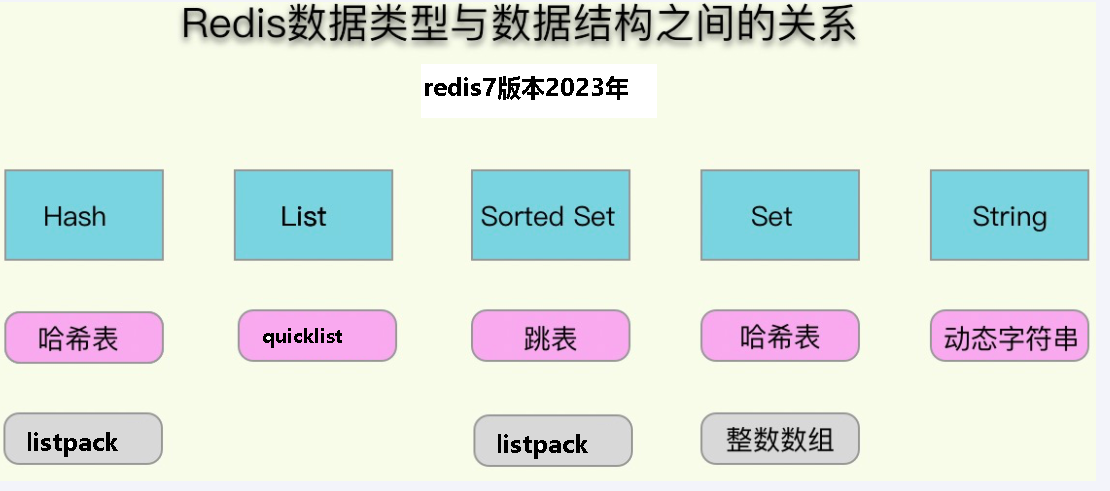 Redis数据类型与数据结构之间的关系
redis7版本2023年
Hash List Sorted Set Set String
哈希表 quicklist 跳表 哈希表 动态字符串
listpack listpack 整数数组